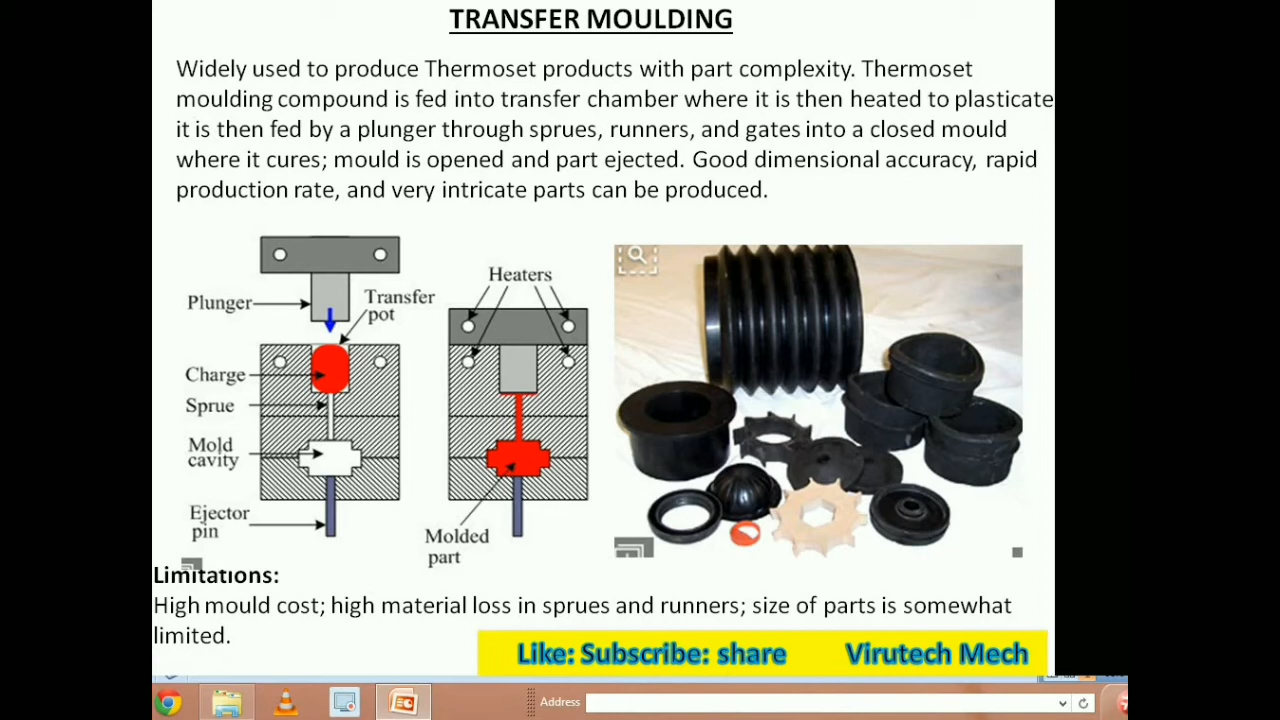 TRANSFER MOULDING
Widely used to produce Thermoset products with part complexity. Thermoset
moulding compound is fed into transfer chamber where it is then heated to plasticate
it is then fed by a plunger through sprues, runners, and gates into a closed mould
where it cures; mould is opened and part ejected. Good dimensional accuracy, rapid
production rate, and very intricate parts can be produced.
Plunger
Transfer
pot
Charge
Sprue
Mold
cavity
Ejector
pin
Heaters
Molded
part
Limitations:
High mould cost; high material loss in sprues and runners; size of parts is somewhat
limited.
Like: Subscribe: share Virutech Mech
Address